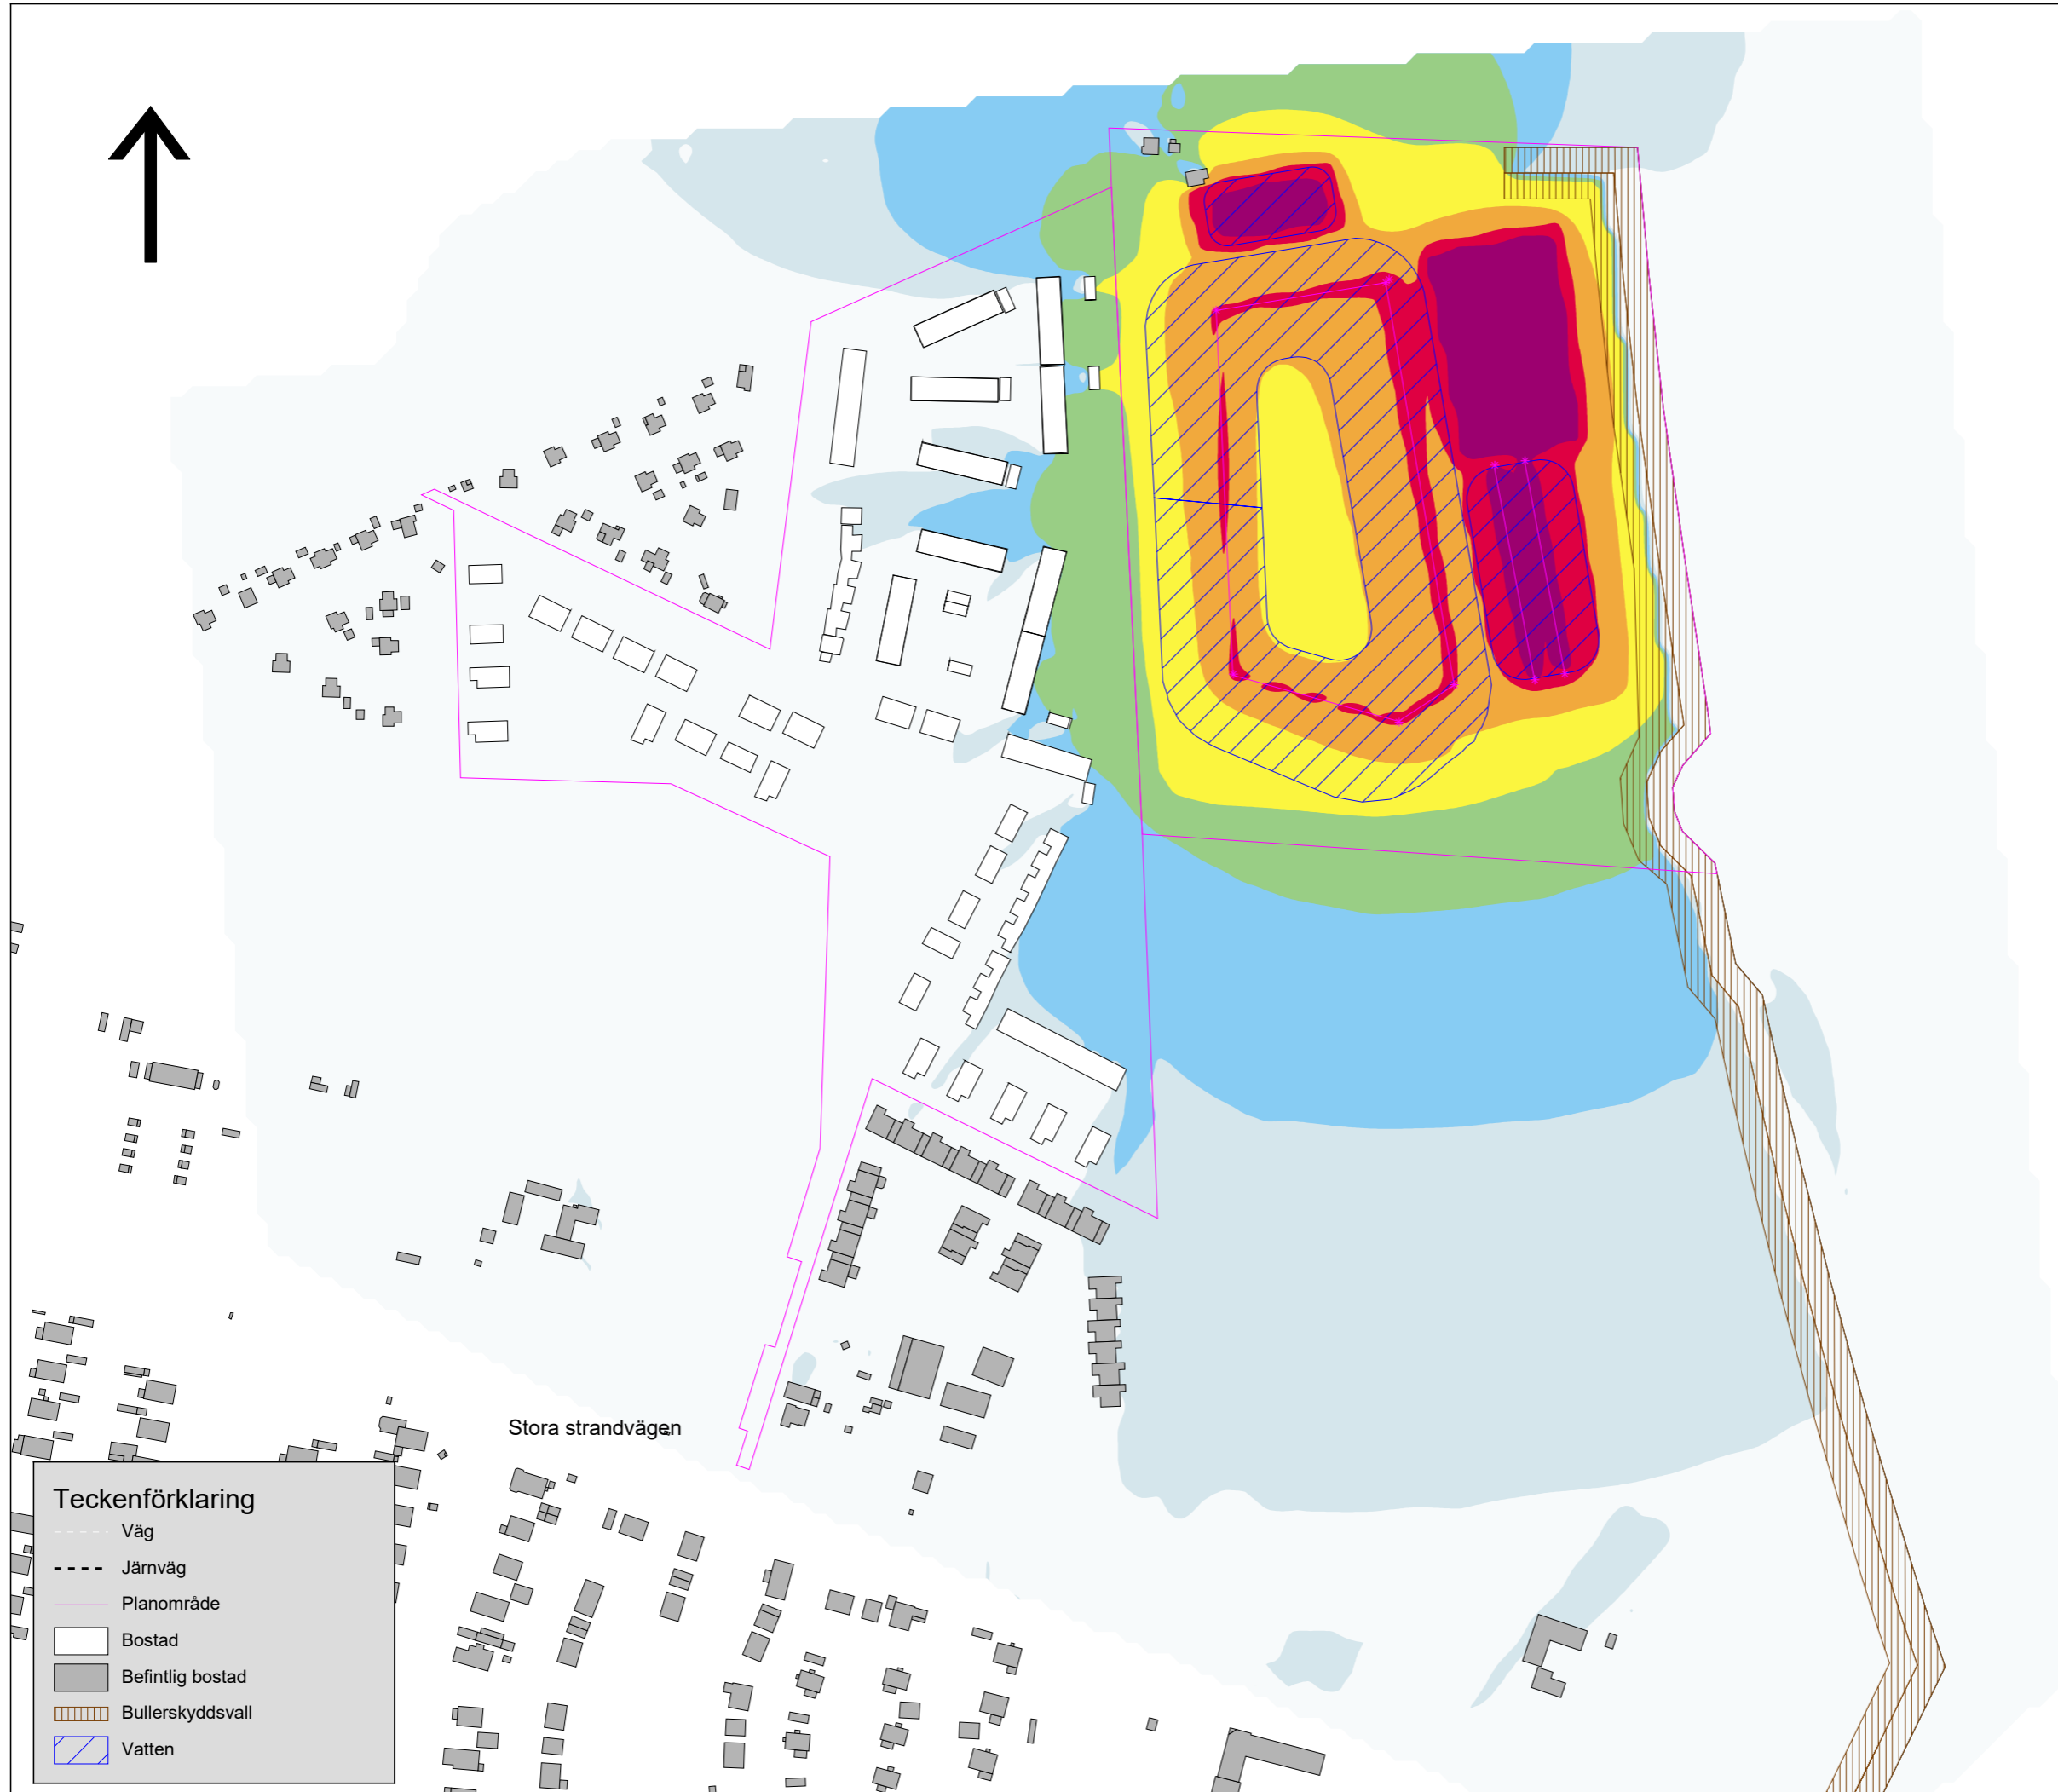 Stora strandvägen
Teckenförklaring
Väg
Järnväg
Planområde
Bostad
Befintlig bostad
Bullerskyddsvall
Vatten